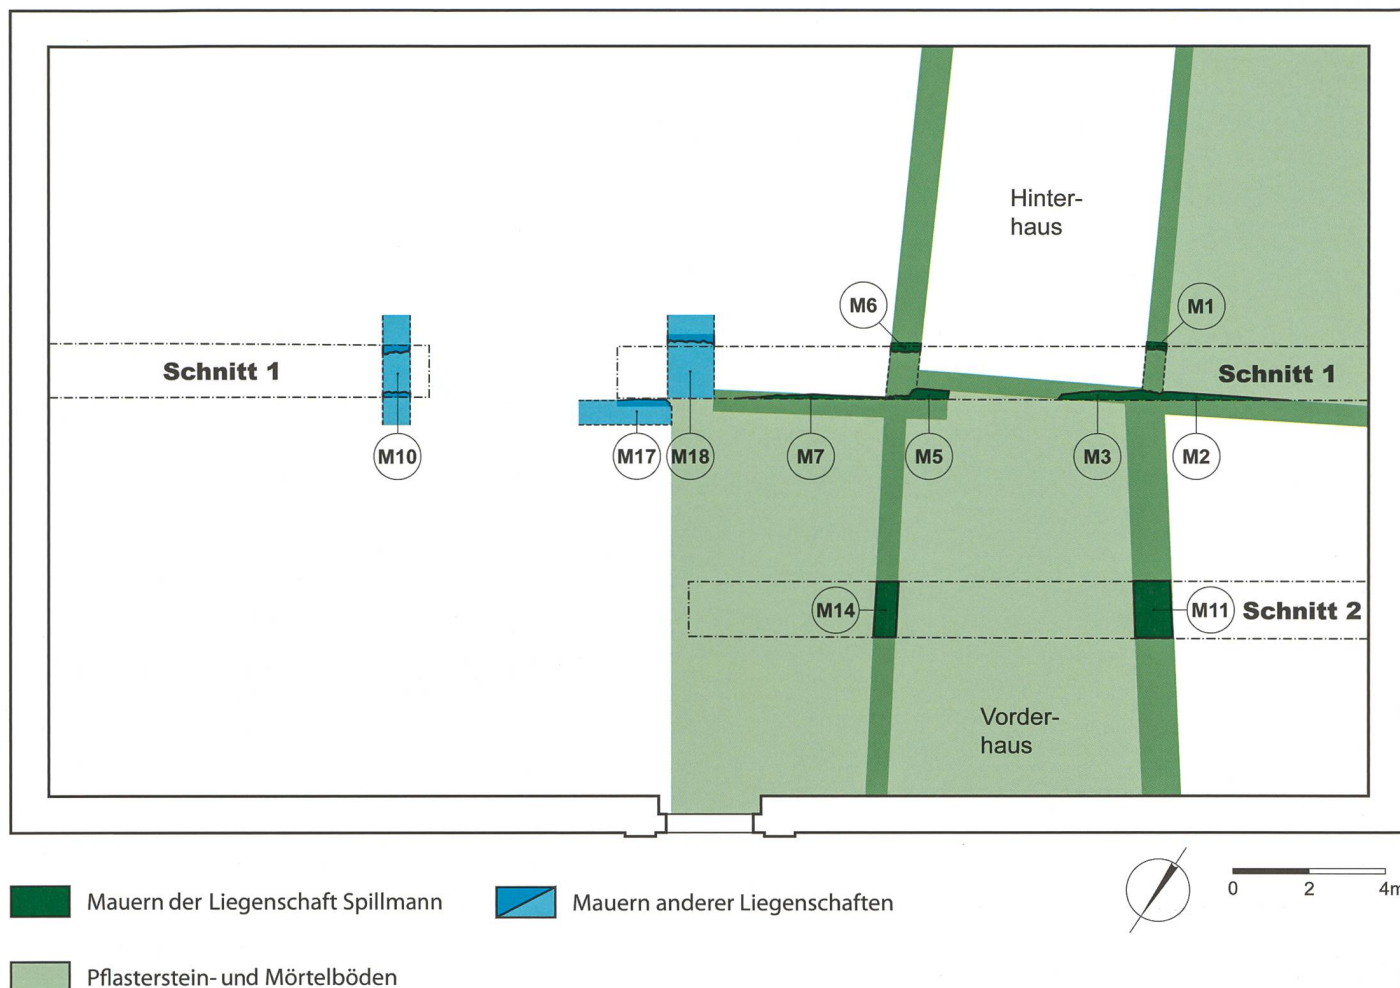 Hinter-
haus
M6
M1
Schnitt 1
Schnitt 1
M10
M17
M18
M7
M5
M3
M2
M14
M11
Schnitt 2
Vorder-
haus
Mauern der Liegenschaft Spillmann
Mauern anderer Liegenschaften
0 2 4m
Pflasterstein- und Mörtelböden